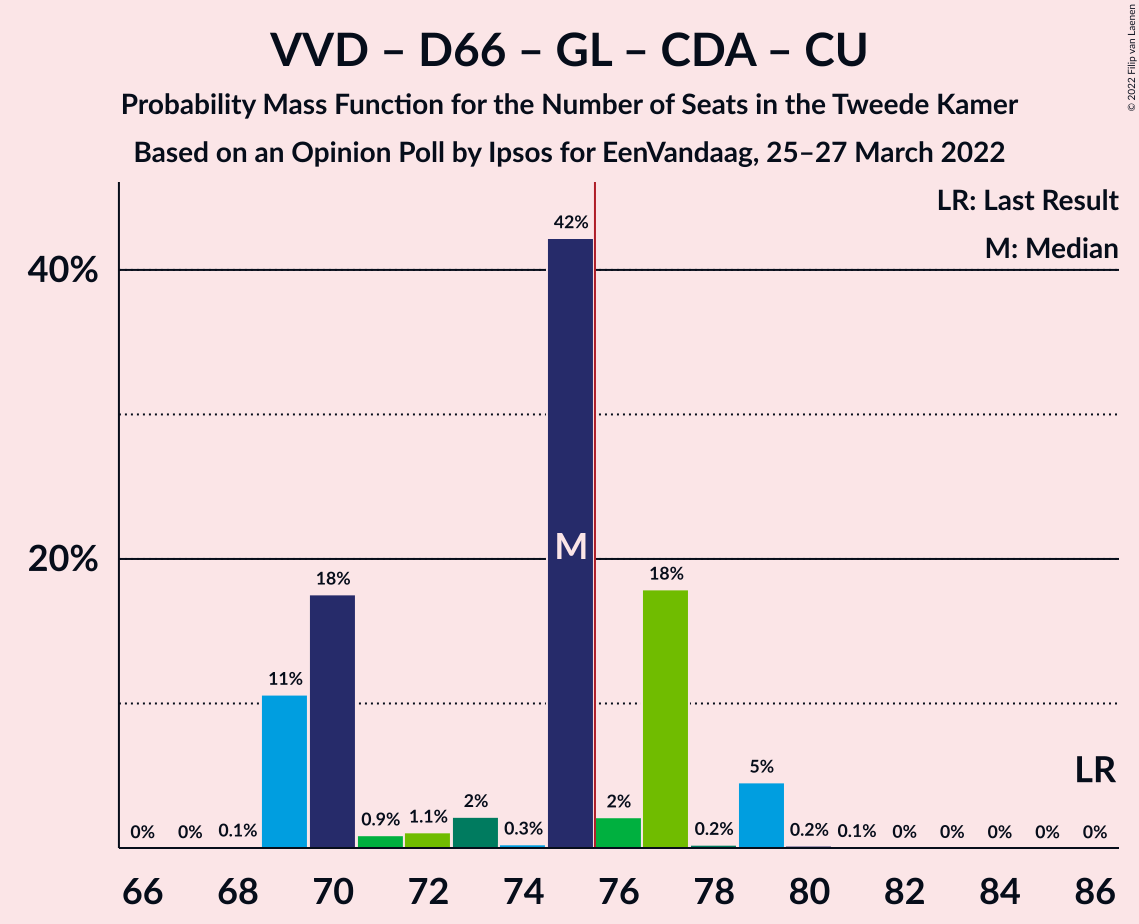 VVD – D66 – GL – CDA – CU
Probability Mass Function for the Number of Seats in the Tweede Kamer
Based on an Opinion Poll by Ipsos for EenVandaag, 25–27 March 2022
© 2022 Filip van Laenen
LR: Last Result
M: Median
40%
20%
0% 0% 0.1% 11% 18% 0.9% 1.1% 2% 0.3% 42% 2% 18% 0.2% 5% 0.2% 0.1% 0% 0% 0% 0% 0%
M
LR
66 68 70 72 74 76 78 80 82 84 86